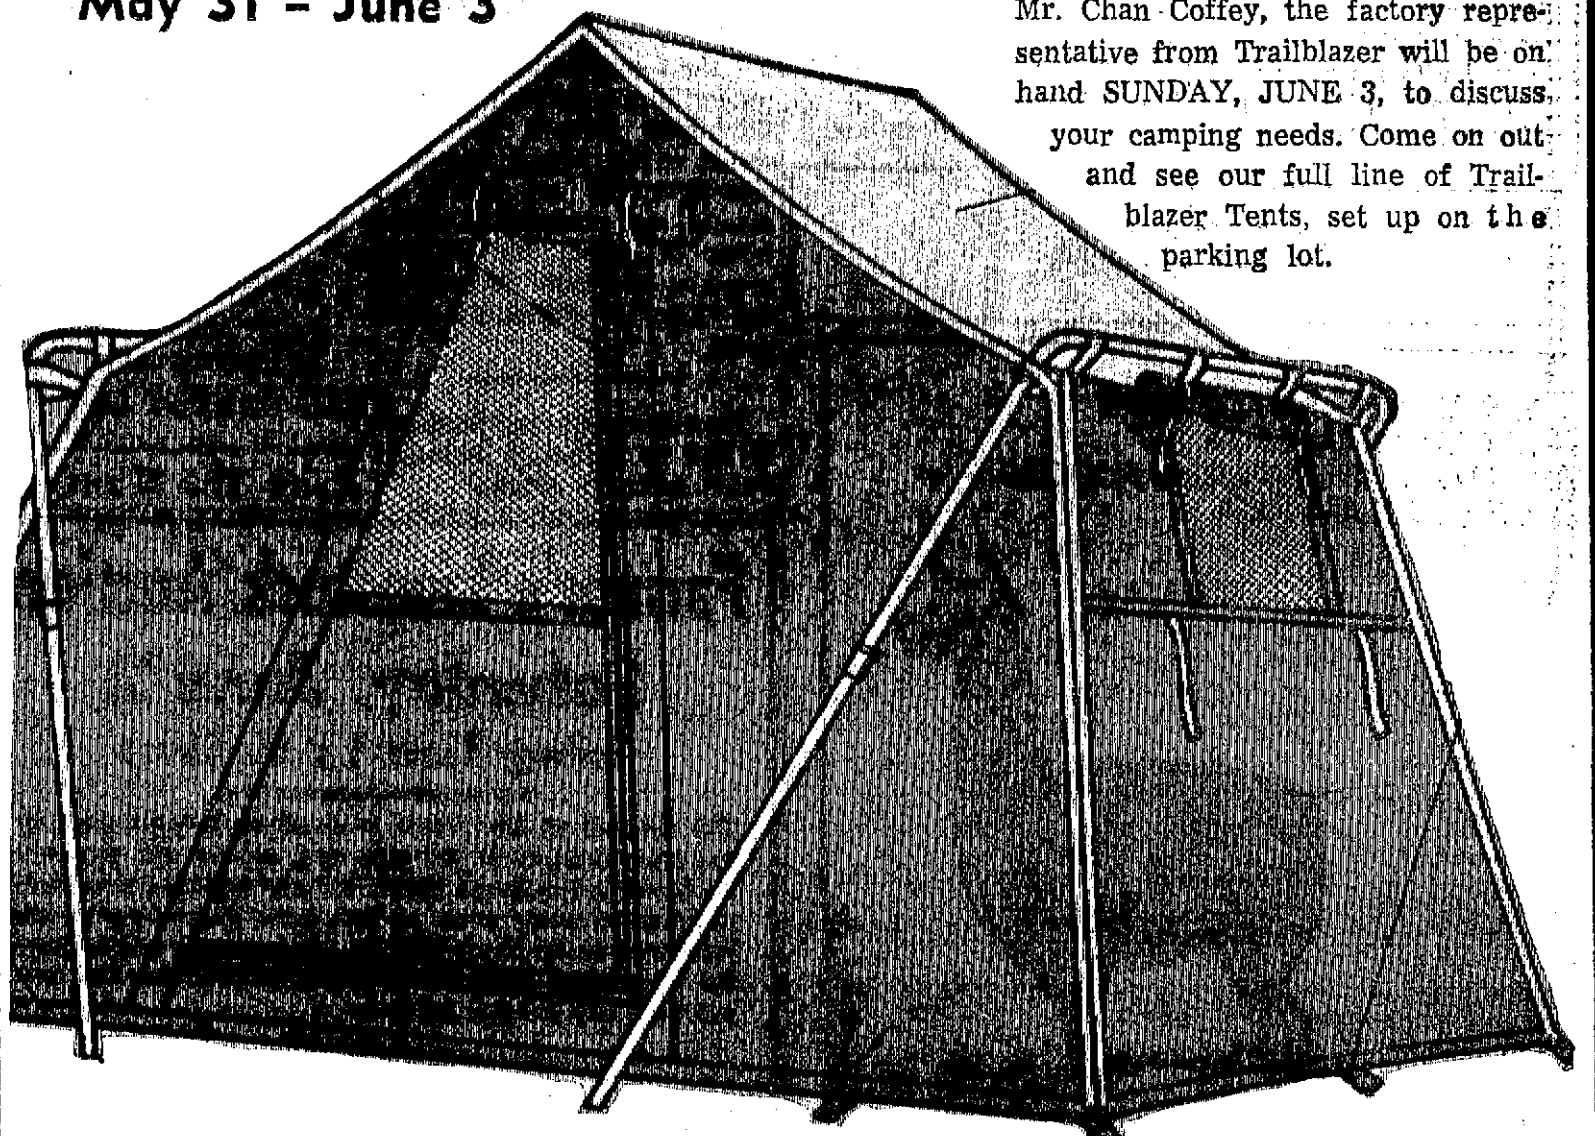 May 31 – June 3
Mr. Chan Coffey, the factory repre-
sentative from Trailblazer will be on
hand SUNDAY, JUNE 3, to discuss
your camping needs. Come on out
and see our full line of Trail-
blazer Tents, set up on the
parking lot.